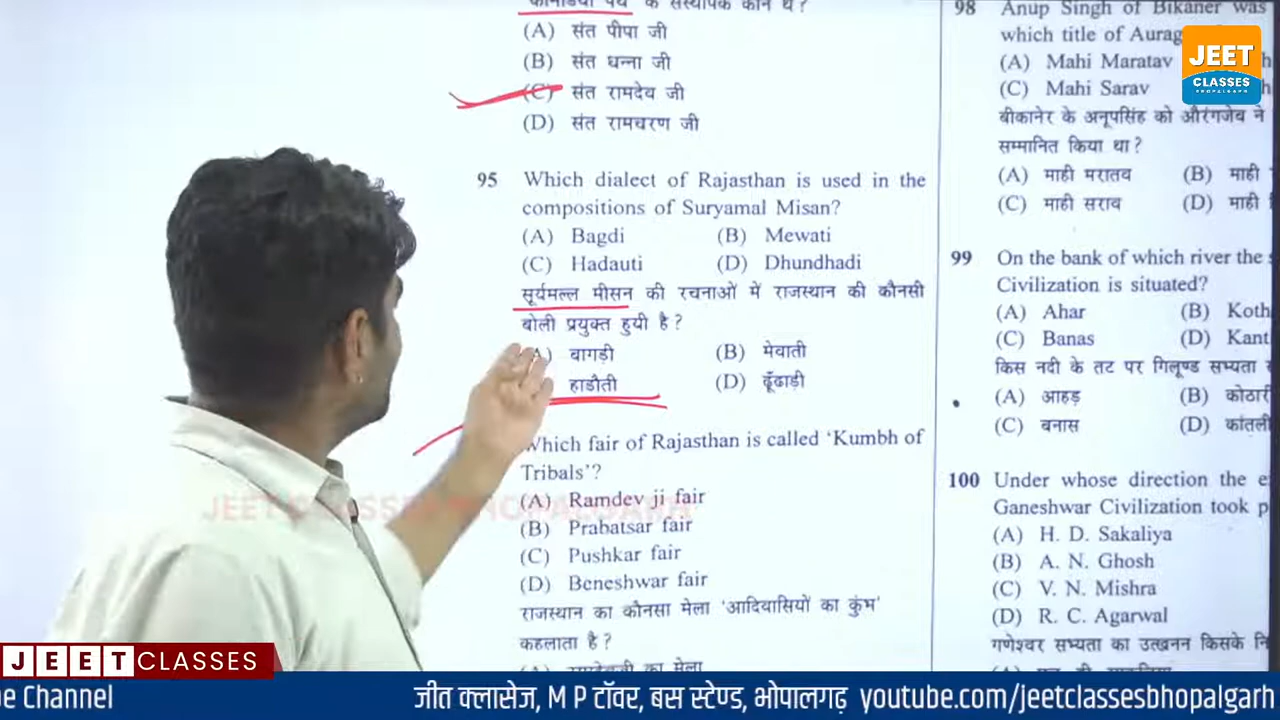 कामड़िया पंथ के संस्थापक कौन थे?
(A) संत पीपा जी
(B) संत धन्ना जी
(C) संत रामदेव जी
(D) संत रामचरण जी
95 Which dialect of Rajasthan is used in the
compositions of Suryamal Misan?
(A) Bagdi (B) Mewati
(C) Hadauti (D) Dhundhadi
सूर्यमल्ल मीसन की रचनाओं में राजस्थान की कौनसी
बोली प्रयुक्त हुयी है?
(A) बागड़ी (B) मेवाती
हाडौती (D) ढूँढाड़ी
Which fair of Rajasthan is called ‘Kumbh of
Tribals’?
(A) Ramdev ji fair
(B) Prabatsar fair
(C) Pushkar fair
(D) Beneshwar fair
राजस्थान का कौनसा मेला 'आदिवासियों का कुंभ'
कहलाता है?
98 Anup Singh of Bikaner was
which title of
(A) Mahi Maratav
(C) Mahi Sarav
बीकानेर के अनूपसिंह को औरंगजेब ने
सम्मानित किया था?
(A) माही मरातव (B) माही
(C) माही सराव (D) माही
99 On the bank of which river the
Civilization is situated?
(A) Ahar (B)
(C) Banas (D)
किस नदी के तट पर गिलूण्ड सभ्यता
(A) आहड़ (B) कोठारी
(C) बनास (D) कांतली
100 Under whose direction the
Ganeshwar Civilization took
(A) H. D. Sakaliya
(B) A. N. Ghosh
(C) V. N. Mishra
(D) R. C. Agarwal
गणेश्वर सभ्यता का उत्खनन किसके
JEET
CLASSES
BHOPALGARH
JEET CLASSES BHOPALGARH
JEET CLASSES
Channel
जीत क्लासेज, M P टॉवर, बस स्टेण्ड, भोपालगढ़ youtube.com/jeetclassesbhopalgarh